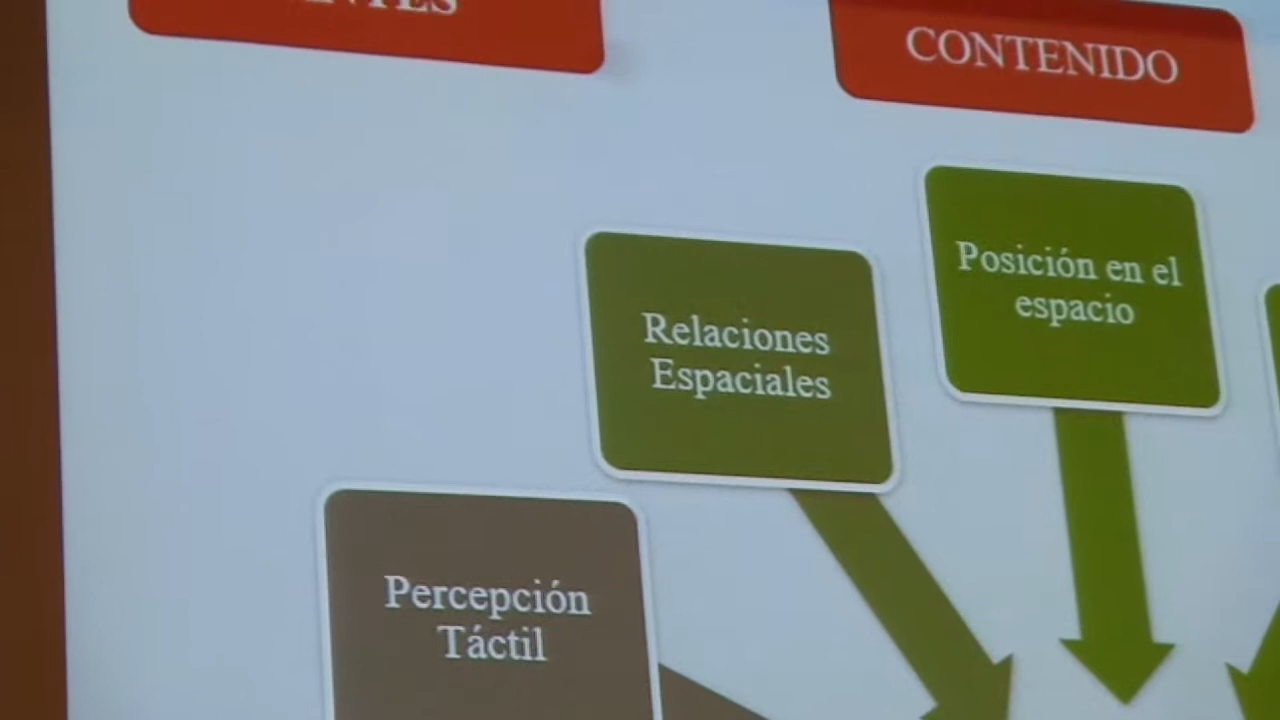 CONTENIDO
Posición en el
espacio
Relaciones
Espaciales
Percepción
Táctil